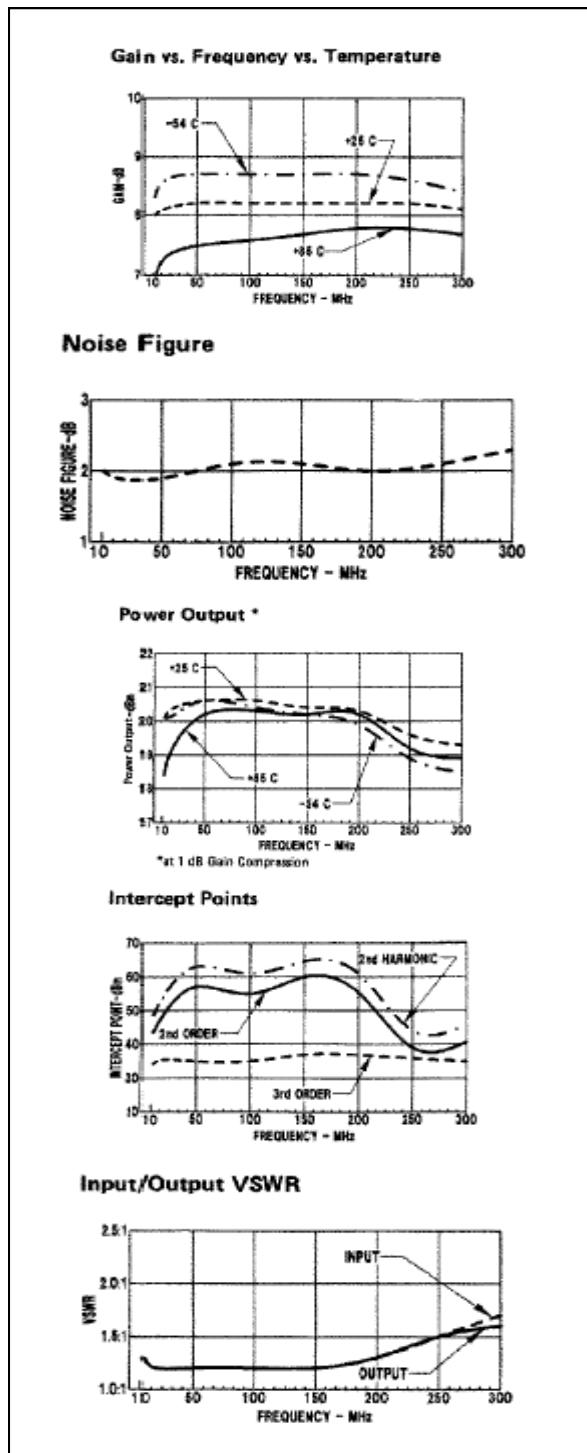 Gain vs. Frequency vs. Temperature
10
9
8
7
GAIN-dB
-54 C
+25 C
+85 C
10 50 100 150 200 250 300
FREQUENCY - MHz
Noise Figure
3
2
1
NOISE FIGURE-dB
10 50 100 150 200 250 300
FREQUENCY - MHz
Power Output *
22
21
20
19
18
17
Power Output-dBm
+25 C
+85 C
-54 C
10 50 100 150 200 250 300
FREQUENCY - MHz
*at 1 dB Gain Compression
Intercept Points
70
60
50
40
30
INTERCEPT POINT-dBm
2nd HARMONIC
2nd ORDER
3rd ORDER
10 50 100 150 200 250 300
FREQUENCY - MHz
Input/Output VSWR
2.5:1
2.0:1
1.5:1
1.0:1
VSWR
INPUT
OUTPUT
10 50 100 150 200 250 300
FREQUENCY - MHz